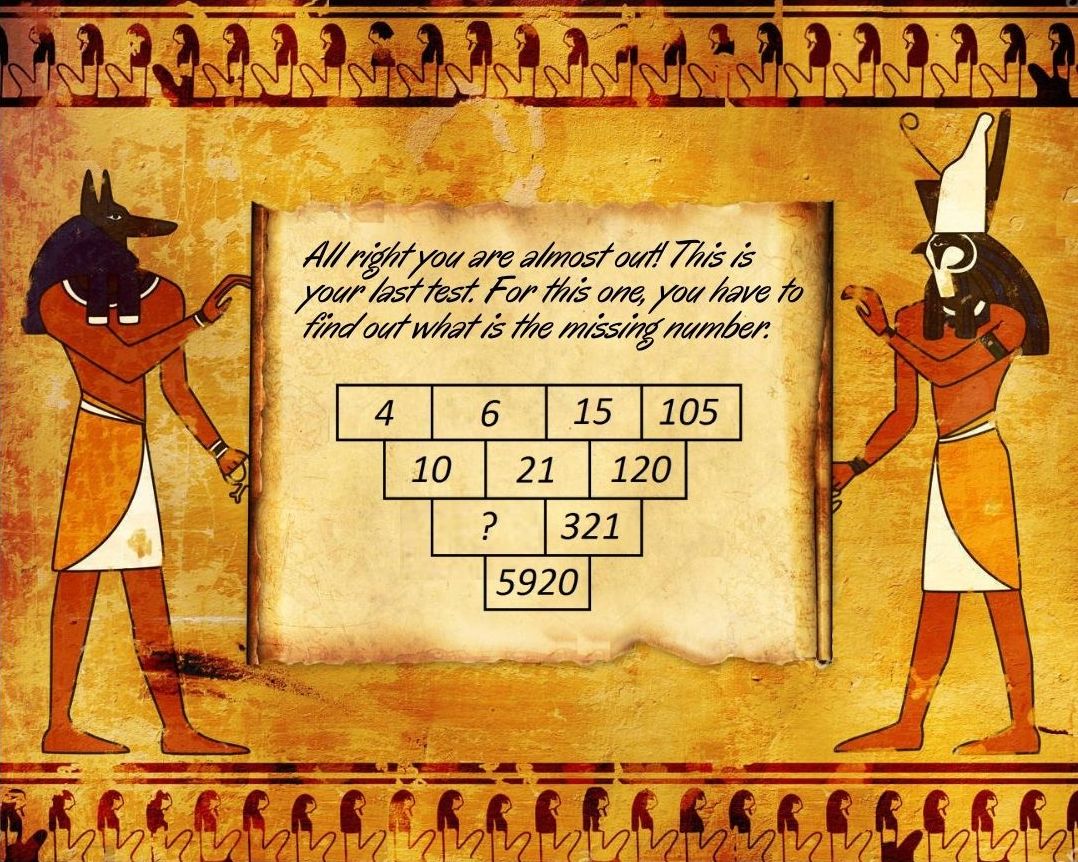 All right you are almost out! This is
your last test. For this one, you have to
find out what is the missing number.
4 6 15 105
10 21 120
? 321
5920